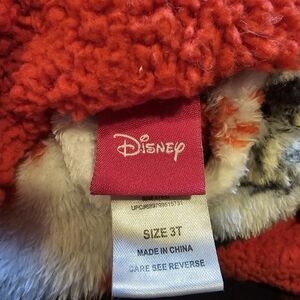 Disney
SIZE 3T
MADE IN CHINA
CARE SEE REVERSE